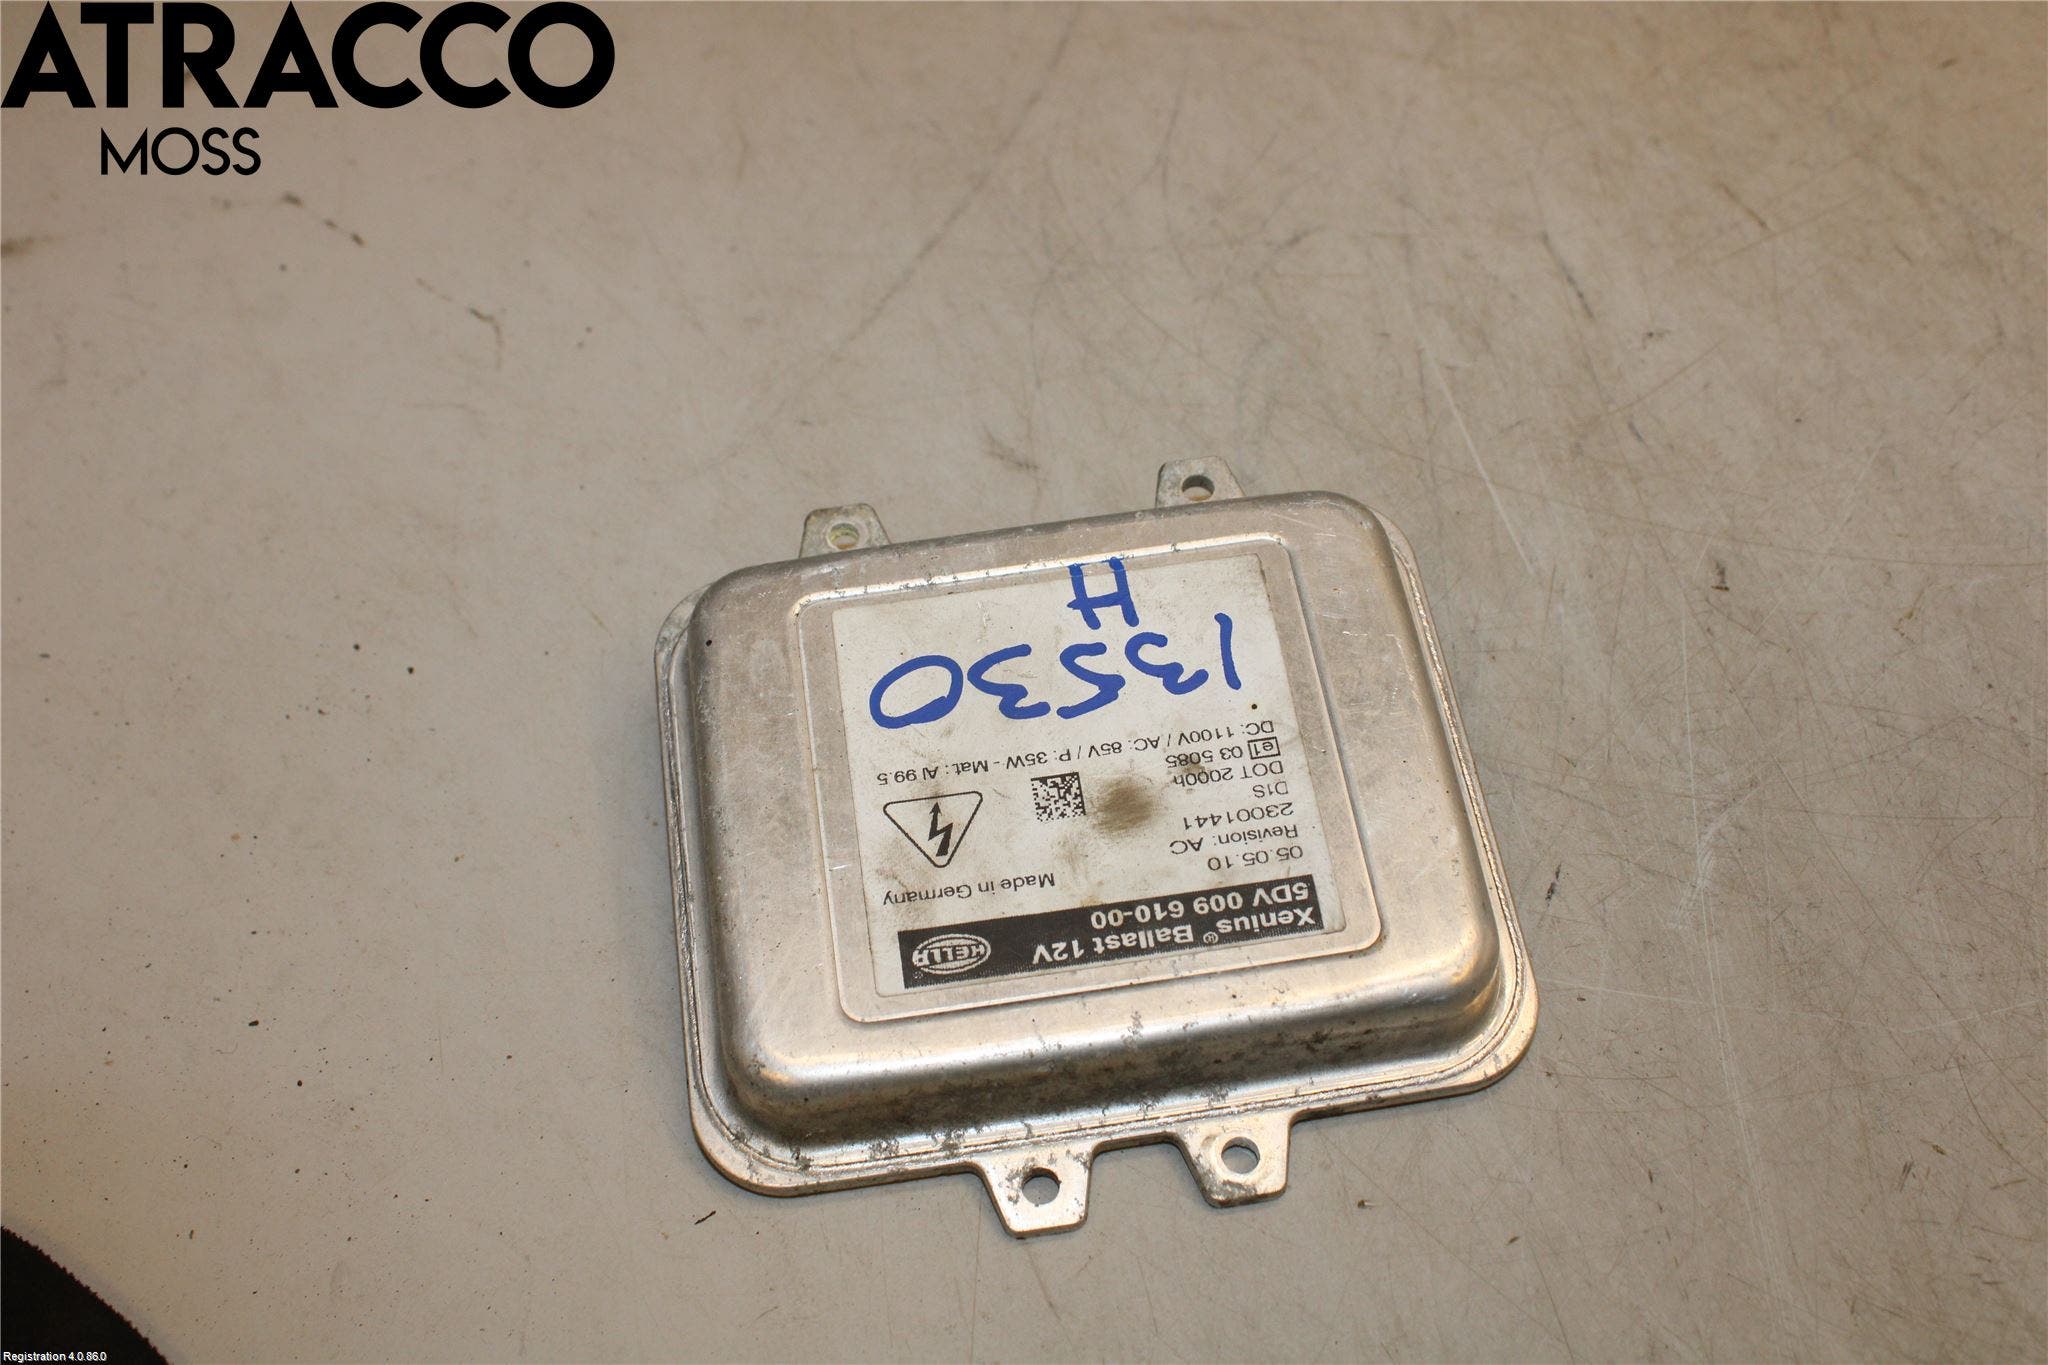 ATRACCO
MOSS
Xenius® Ballast 12V
5DV 009 610-00
HELLA
®
05.05.10
Revision: AC
23001441
D1S
DOT 2000h
e1 03 5085
DC: 1100V / AC: 85V / P: 35W - Mat.: Al 99.5
Made in Germany
13530
H
Registration 4.0.86.0